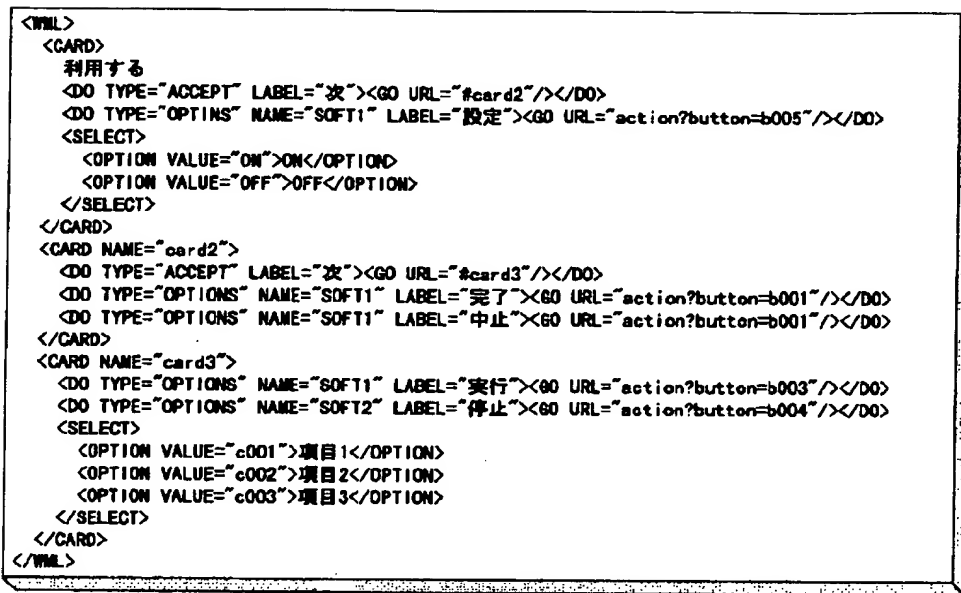 <WML>
<CARD>
利用する
<DO TYPE="ACCEPT" LABEL="次"><GO URL="#card2"/></DO>
<DO TYPE="OPTINS" NAME="SOFT1" LABEL="設定"><GO URL="action?button=b005"/></DO>
<SELECT>
<OPTION VALUE="ON">ON</OPTION>
<OPTION VALUE="OFF">OFF</OPTION>
</SELECT>
</CARD>
<CARD NAME="card2">
<DO TYPE="ACCEPT" LABEL="次"><GO URL="#card3"/></DO>
<DO TYPE="OPTIONS" NAME="SOFT1" LABEL="完了"><GO URL="action?button=b001"/></DO>
<DO TYPE="OPTIONS" NAME="SOFT1" LABEL="中止"><GO URL="action?button=b001"/></DO>
</CARD>
<CARD NAME="card3">
<DO TYPE="OPTIONS" NAME="SOFT1" LABEL="実行"><GO URL="action?button=b003"/></DO>
<DO TYPE="OPTIONS" NAME="SOFT2" LABEL="停止"><GO URL="action?button=b004"/></DO>
<SELECT>
<OPTION VALUE="c001">項目1</OPTION>
<OPTION VALUE="c002">項目2</OPTION>
<OPTION VALUE="c003">項目3</OPTION>
</SELECT>
</CARD>
</WML>